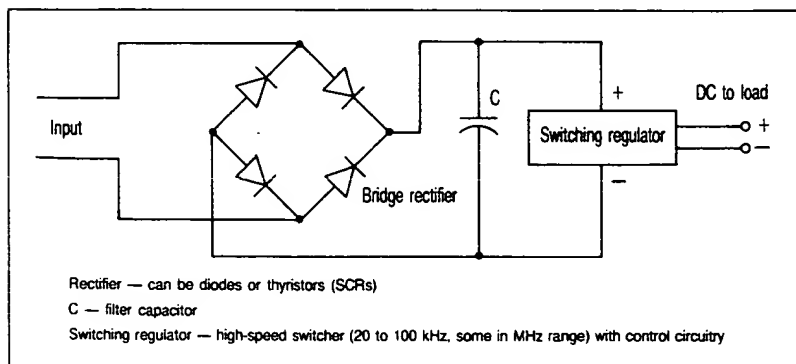 Input
C
+
DC to load
Switching regulator
+
−
−
Bridge rectifier
Rectifier — can be diodes or thyristors (SCRs)
C — filter capacitor
Switching regulator — high-speed switcher (20 to 100 kHz, some in MHz range) with control circuitry